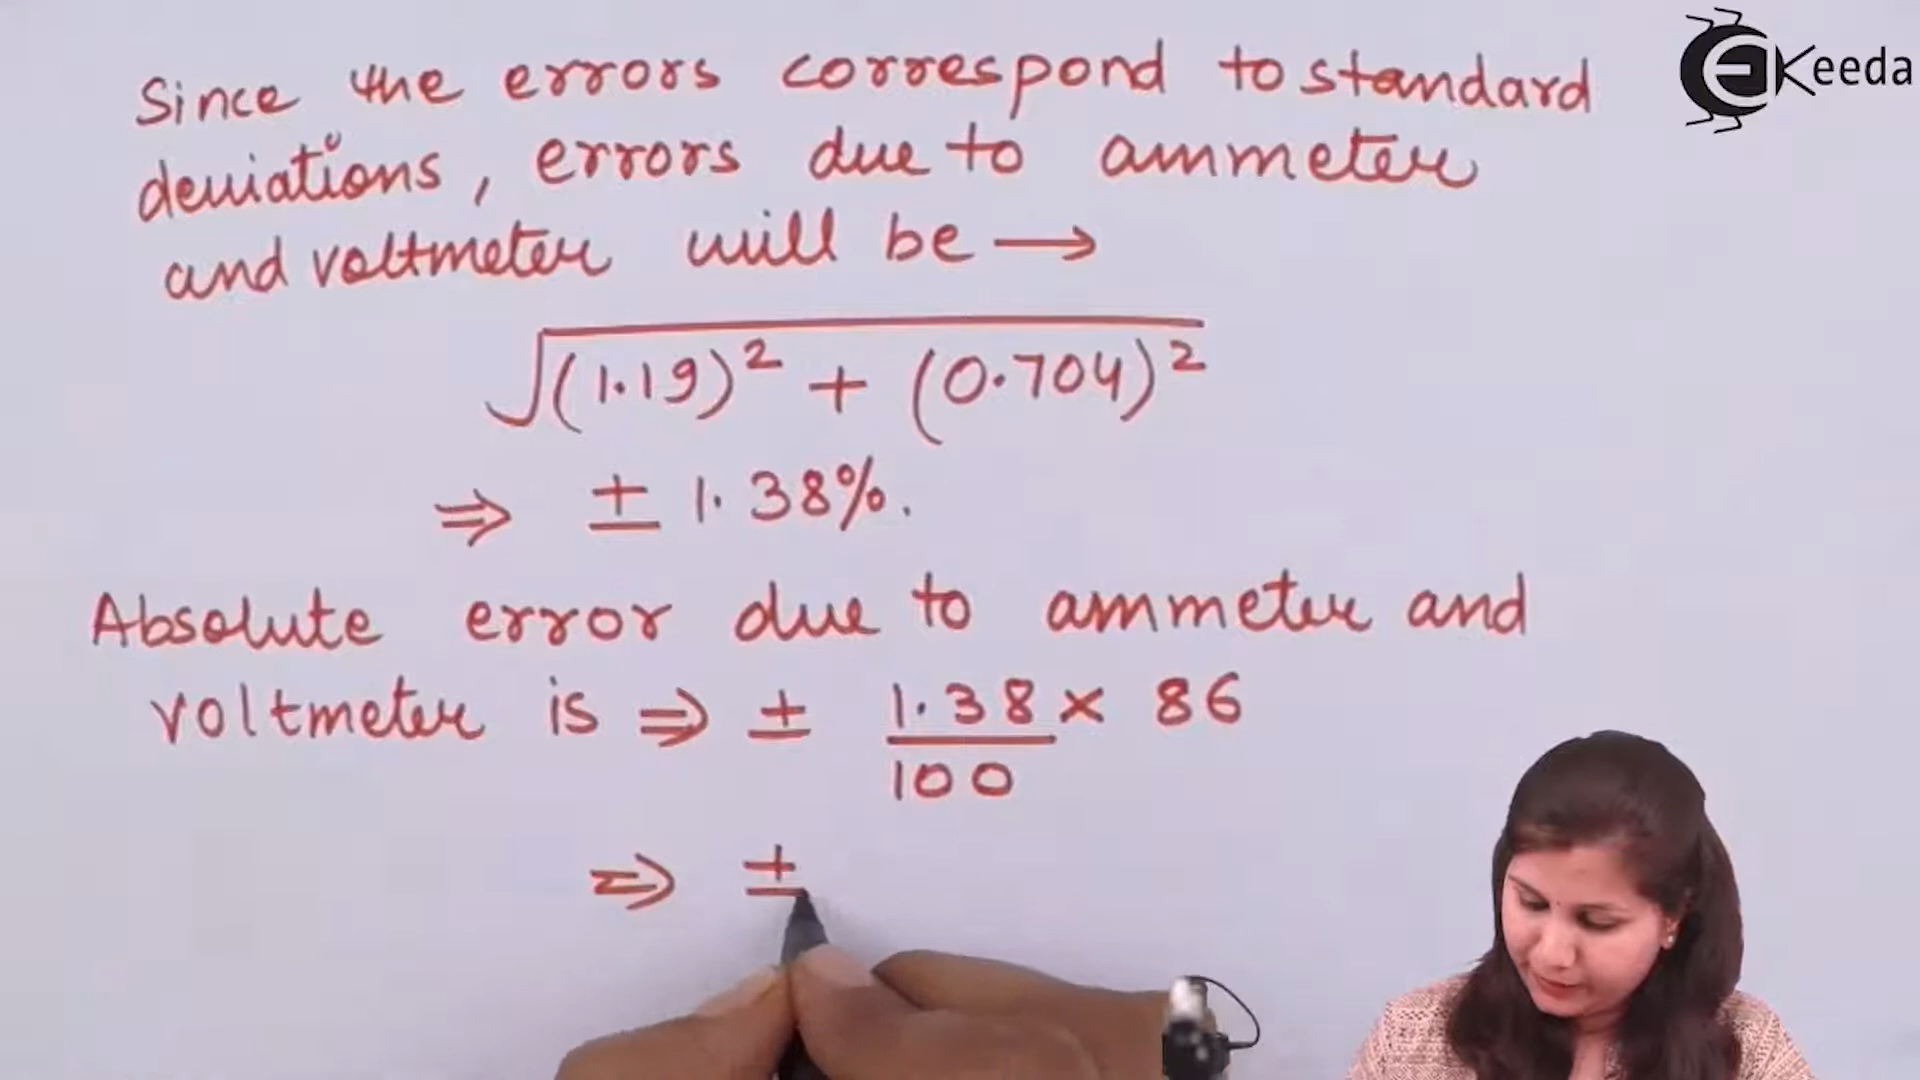 Since the errors correspond to standard
deviations, errors due to ammeter
and voltmeter will be →
√(1.19)² + (0.704)²
⇒ ± 1.38%.
Absolute error due to ammeter and
voltmeter is ⇒ ± 1.38 × 86
100
⇒ ±
EKeeda